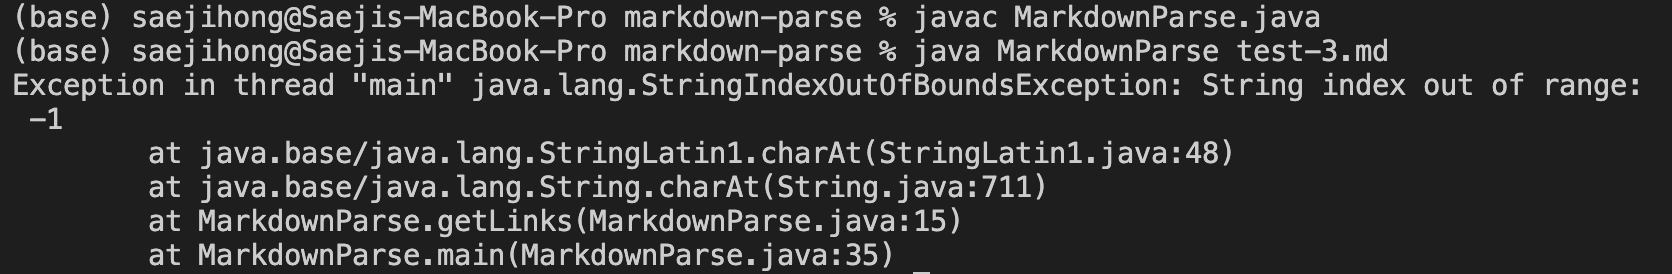 (base) saejihong@Saejis-MacBook-Pro markdown-parse % javac MarkdownParse.java
(base) saejihong@Saejis-MacBook-Pro markdown-parse % java MarkdownParse test-3.md
Exception in thread "main" java.lang.StringIndexOutOfBoundsException: String index out of range:
 -1
        at java.base/java.lang.StringLatin1.charAt(StringLatin1.java:48)
        at java.base/java.lang.String.charAt(String.java:711)
        at MarkdownParse.getLinks(MarkdownParse.java:15)
        at MarkdownParse.main(MarkdownParse.java:35)